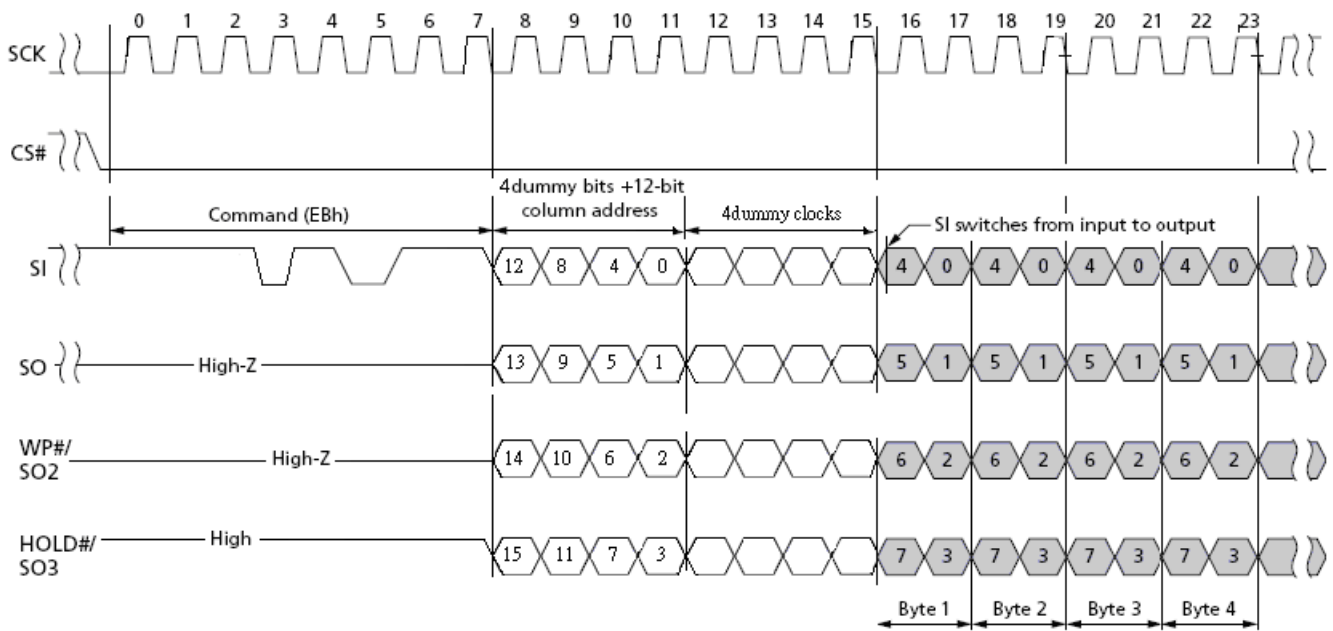 0 1 2 3 4 5 6 7 8 9 10 11 12 13 14 15 16 17 18 19 20 21 22 23
SCK
CS#
4dummy bits +12-bit
Command (EBh) column address 4dummy clocks
SI switches from input to output
SI 12 8 4 0 4 0 4 0 4 0 4 0
SO High-Z 13 9 5 1 5 1 5 1 5 1 5 1
WP#/
SO2 High-Z 14 10 6 2 6 2 6 2 6 2 6 2
HOLD#/
SO3 High 15 11 7 3 7 3 7 3 7 3 7 3
Byte 1 Byte 2 Byte 3 Byte 4